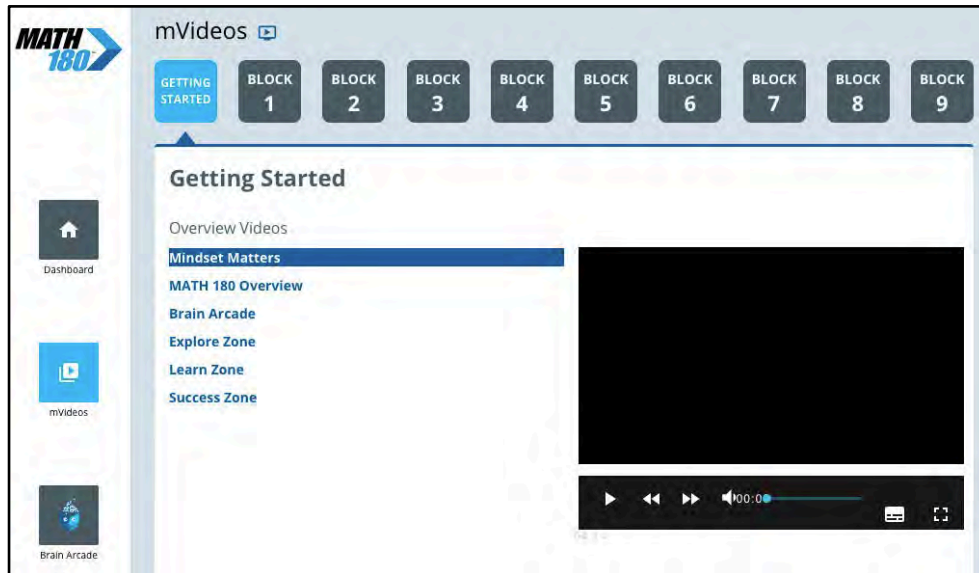 MATH
180
mVideos
GETTING
STARTED
BLOCK
1
BLOCK
2
BLOCK
3
BLOCK
4
BLOCK
5
BLOCK
6
BLOCK
7
BLOCK
8
BLOCK
9
Getting Started
Overview Videos
Mindset Matters
MATH 180 Overview
Brain Arcade
Explore Zone
Learn Zone
Success Zone
Dashboard
mVideos
Brain Arcade